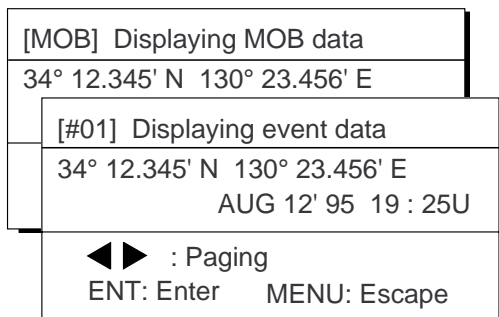 [MOB] Displaying MOB data
34° 12.345' N 130° 23.456' E
[#01] Displaying event data
34° 12.345' N 130° 23.456' E
AUG 12' 95 19 : 25U
◀ ▶ : Paging
ENT: Enter MENU: Escape